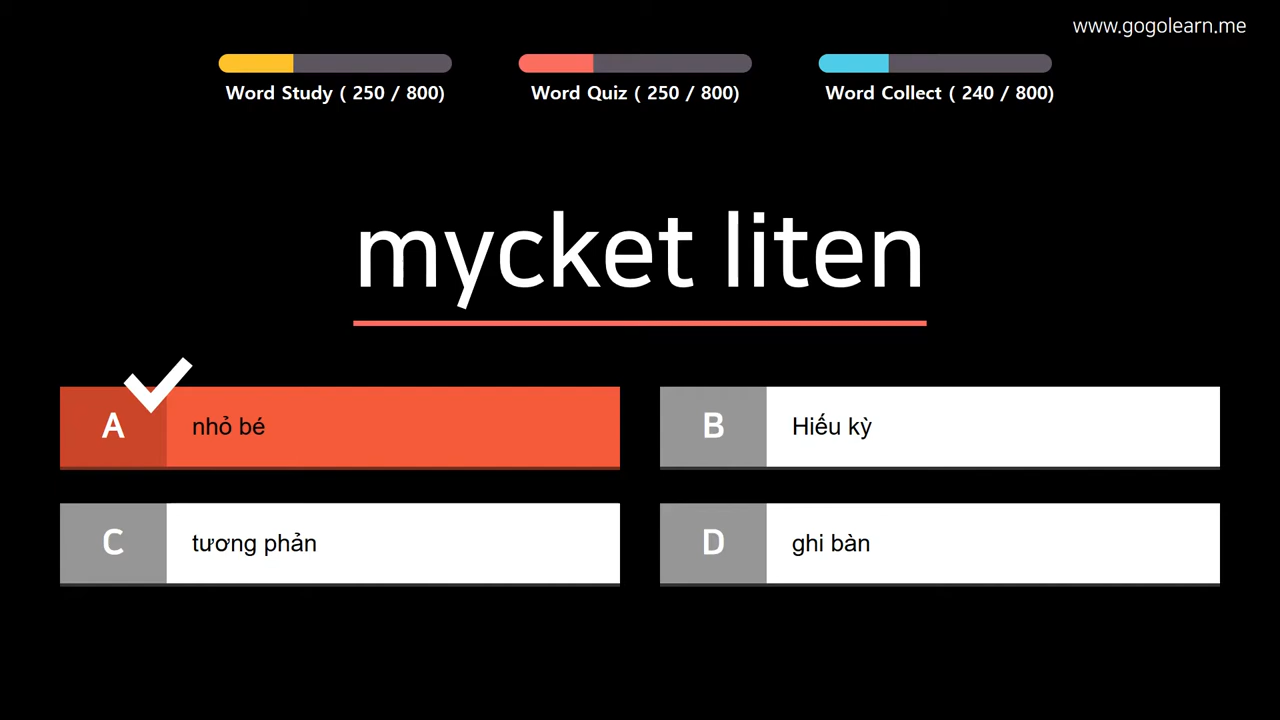 www.gogolearn.me
Word Study ( 250 / 800)
Word Quiz ( 250 / 800)
Word Collect ( 240 / 800)
mycket liten
A
nhỏ bé
B
Hiếu kỳ
C
tương phản
D
ghi bàn